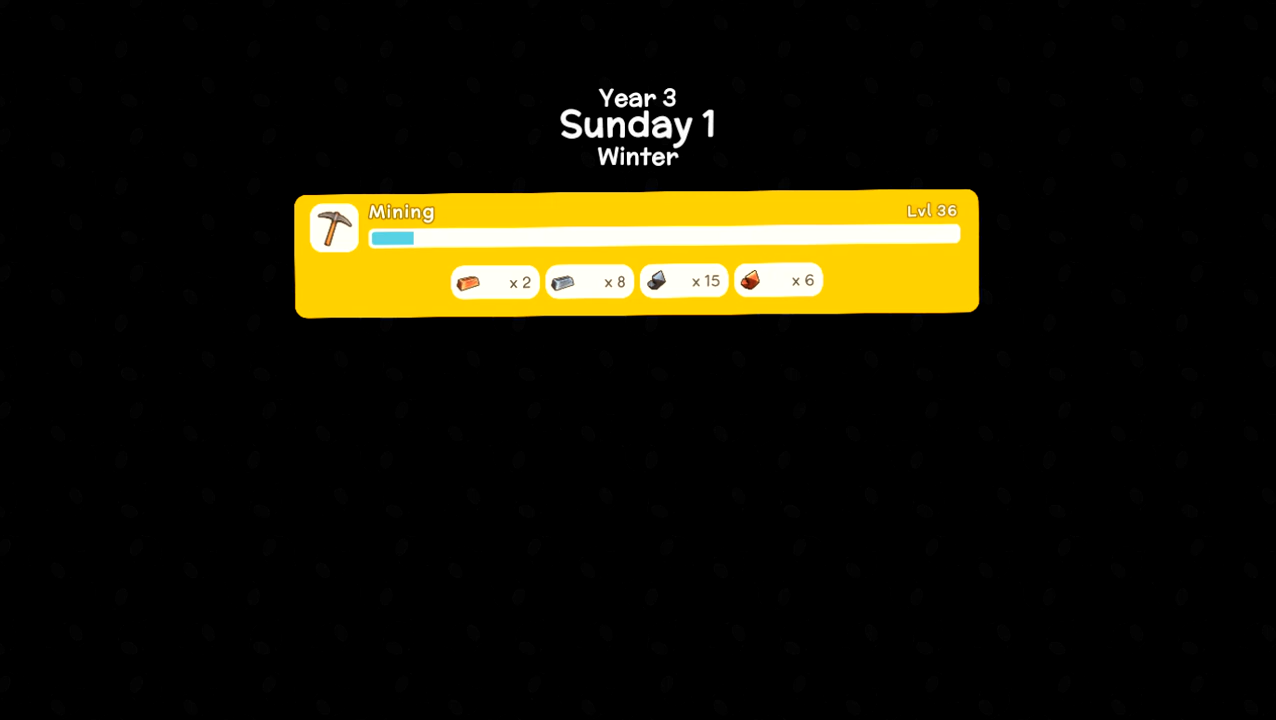 Year 3
Sunday 1
Winter
Mining
Lvl 36
x 2
x 8
x 15
x 6